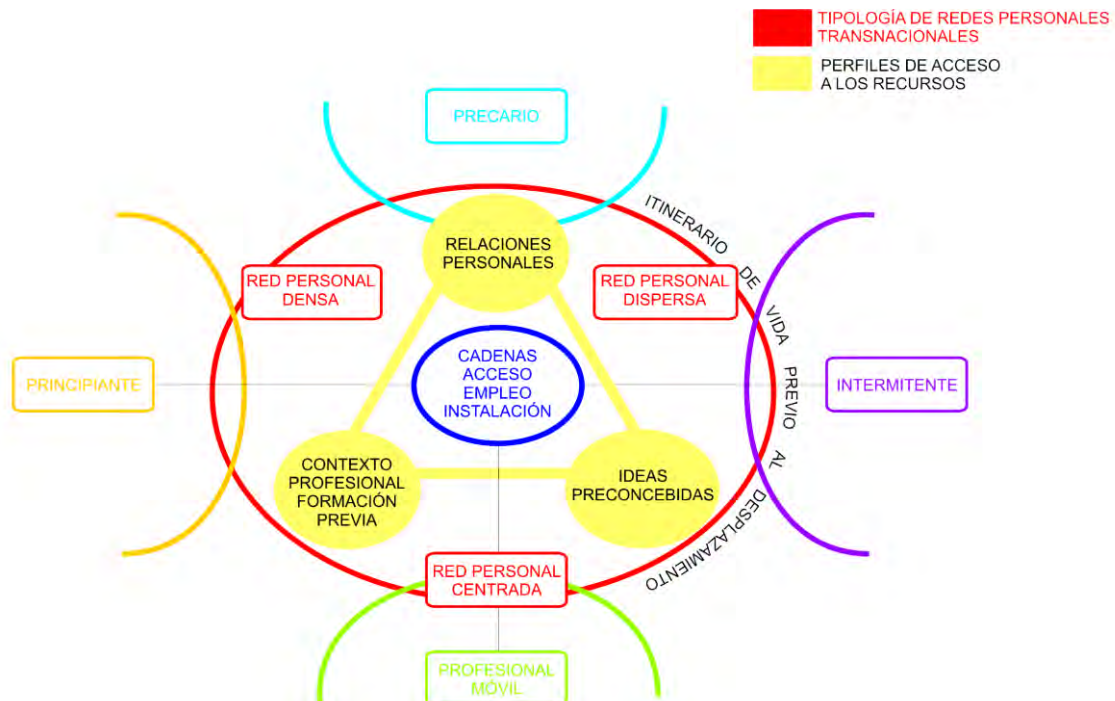 TIPOLOGÍA DE REDES PERSONALES
TRANSNACIONALES
PERFILES DE ACCESO
A LOS RECURSOS
PRECARIO
ITINERARIO DE VIDA PREVIO AL DESPLAZAMIENTO
RELACIONES
PERSONALES
RED PERSONAL
DENSA
RED PERSONAL
DISPERSA
PRINCIPIANTE
CADENAS
ACCESO
EMPLEO
INSTALACIÓN
INTERMITENTE
CONTEXTO
PROFESIONAL
FORMACIÓN
PREVIA
IDEAS
PRECONCEBIDAS
RED PERSONAL
CENTRADA
PROFESIONAL
MÓVIL